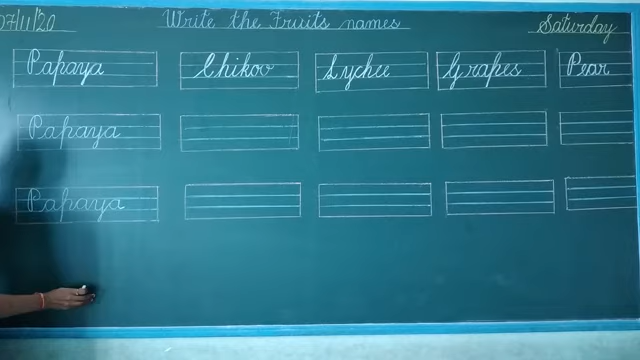 07/11/20 Write the Fruits names Saturday
Papaya Chikoo Lychee Grapes Pear
Papaya
Papaya